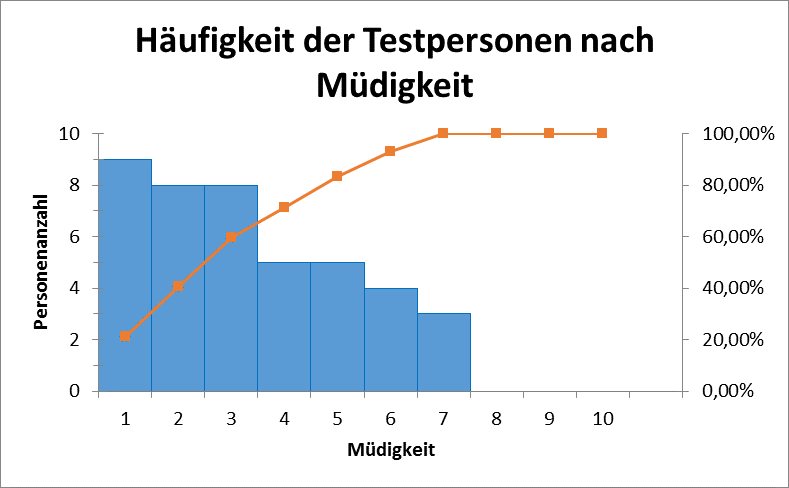 Häufigkeit der Testpersonen nach
Müdigkeit
Personenanzahl
10
8
6
4
2
0
100,00%
80,00%
60,00%
40,00%
20,00%
0,00%
1 2 3 4 5 6 7 8 9 10
Müdigkeit